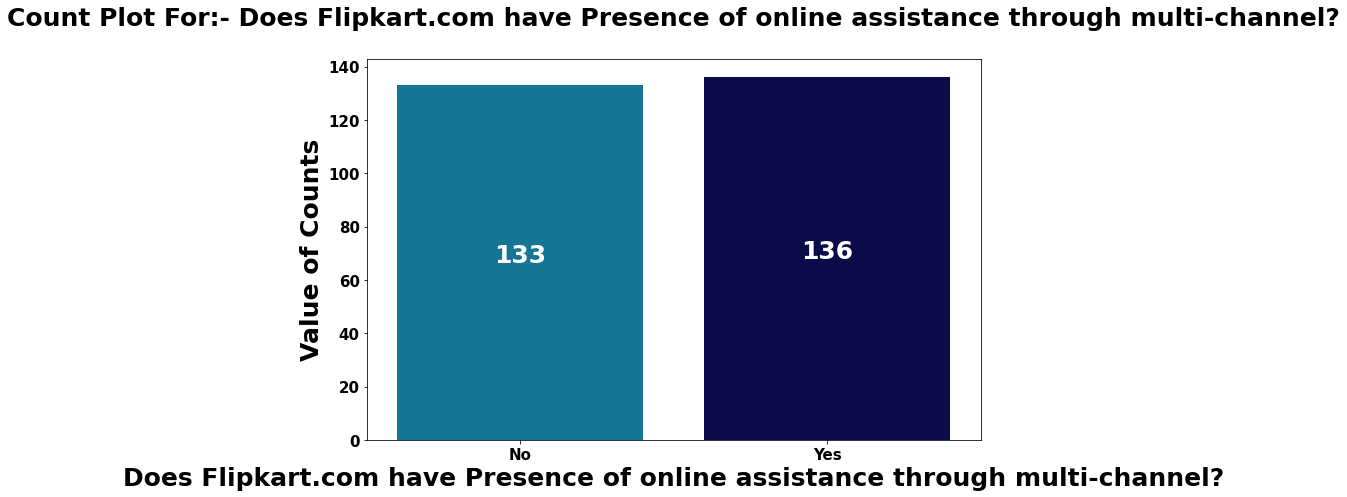 Count Plot For:- Does Flipkart.com have Presence of online assistance through multi-channel?
140
120
100
80
60
40
20
0
Value of Counts
133
136
No
Yes
Does Flipkart.com have Presence of online assistance through multi-channel?